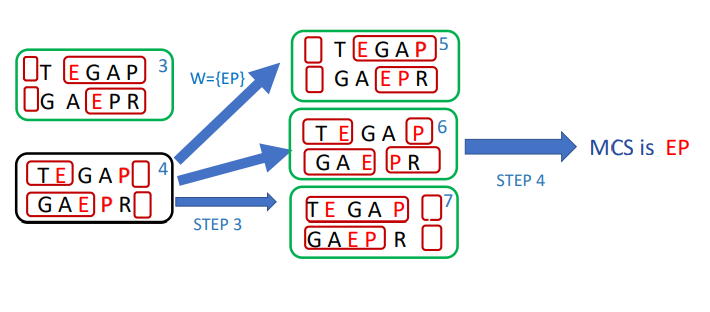 T E G A P 3
G A E P R
W={EP}
T E G A P 5
G A E P R
T E G A P 6
G A E P R
MCS is EP
STEP 4
T E G A P 4
G A E P R
STEP 3
T E G A P 7
G A E P R